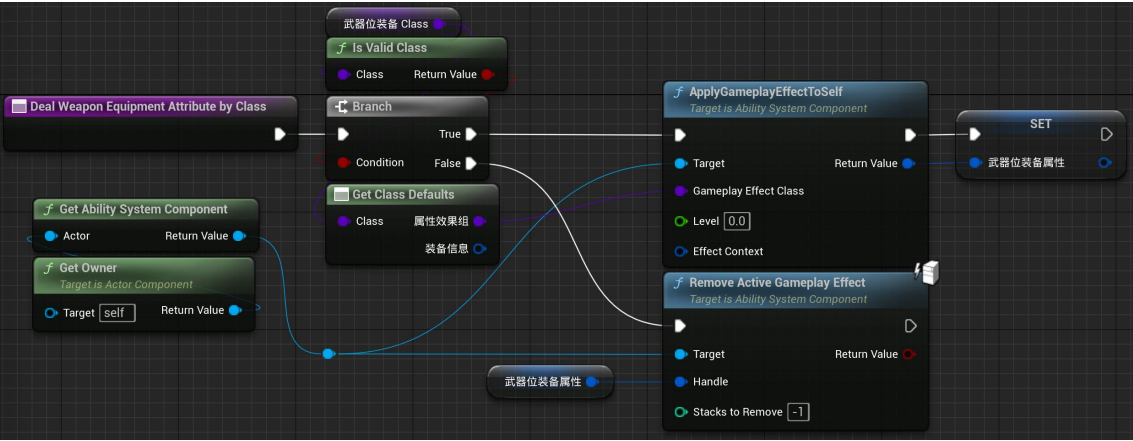 武器位装备 Class
f Is Valid Class
Class Return Value
Deal Weapon Equipment Attribute by Class
Branch
True
Condition False
Get Class Defaults
Class 属性效果组
装备信息
f Get Ability System Component
Actor Return Value
f Get Owner
Target is Actor Component
Target self Return Value
f ApplyGameplayEffectToSelf
Target is Ability System Component
Target Return Value
Gameplay Effect Class
Level 0.0
Effect Context
SET
武器位装备属性
f Remove Active Gameplay Effect
Target is Ability System Component
Target Return Value
Handle
Stacks to Remove -1
武器位装备属性